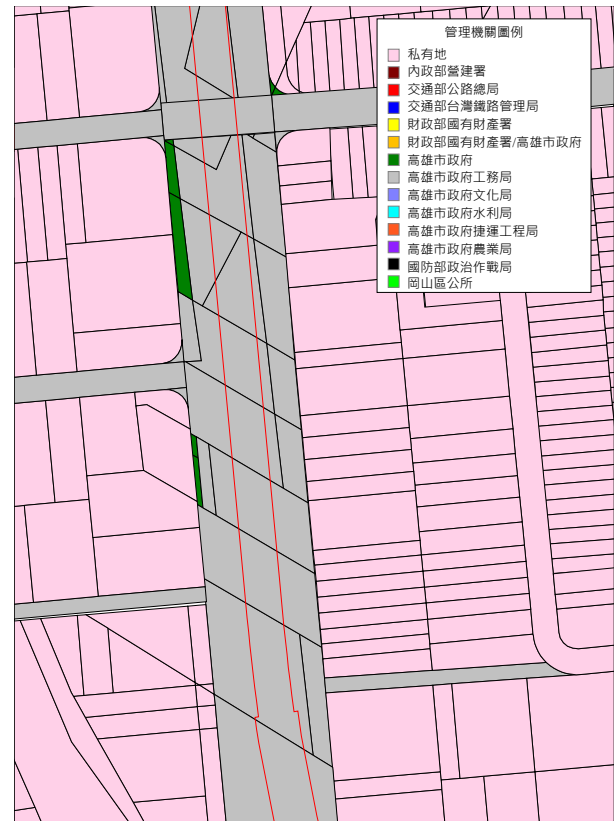 管理機關圖例
私有地
內政部營建署
交通部公路總局
交通部台灣鐵路管理局
財政部國有財產署
財政部國有財產署/高雄市政府
高雄市政府
高雄市政府工務局
高雄市政府文化局
高雄市政府水利局
高雄市政府捷運工程局
高雄市政府農業局
國防部政治作戰局
岡山區公所